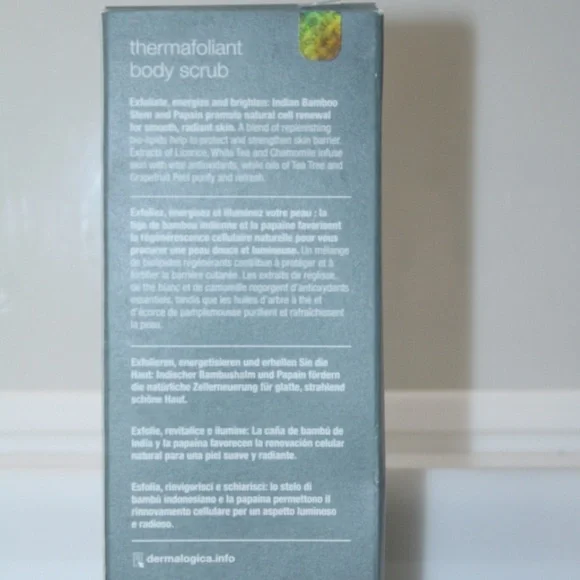 thermafoliant
body scrub
Exfoliate, energize and brighten: Indian Bamboo
Stem and Papain promote natural cell renewal
for smooth, radiant skin. A blend of replenishing
bio-lipids help to protect and strengthen skin barrier.
Extracts of Licorice, White Tea and Chamomile infuse
skin with vital antioxidants, while oils of Tea Tree and
Grapefruit Peel purify and refresh.
Exfoliez, énergisez et illuminez votre peau : la
tige de bambou indienne et la papaïne favorisent
la régénérescence cellulaire naturelle pour vous
procurer une peau douce et lumineuse. Un mélange
de biolipides régénérants contribue à protéger et à
fortifier la barrière cutanée. Les extraits de réglisse,
de thé blanc et de camomille regorgent d'antioxydants
essentiels, tandis que les huiles d'arbre à thé et
d'écorce de pamplemousse purifient et rafraîchissent
la peau.
Exfolieren, energetisieren und erhellen Sie die
Haut: Indischer Bambushalm und Papain fördern
die natürliche Zellerneuerung für glatte, strahlend
schöne Haut.
Exfolie, revitalice e ilumine: La caña de bambú de
India y la papaína favorecen la renovación celular
natural para una piel suave y radiante.
Esfolia, rinvigorisci e schiarisci: lo stelo di
bambù indonesiano e la papaina permettono il
rinnovamento cellulare per un aspetto luminoso
e radioso.
dermalogica.info